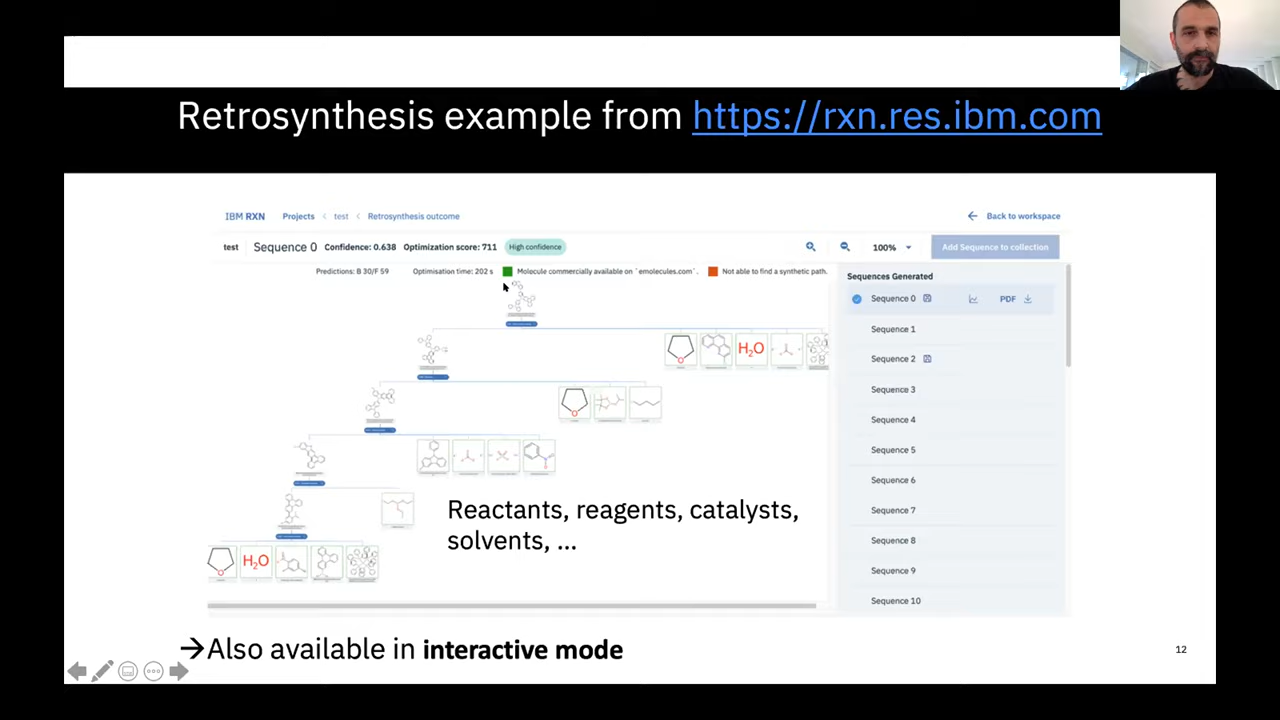 Retrosynthesis example from https://rxn.res.ibm.com
IBM RXN Projects test Retrosynthesis outcome
Back to workspace
test Sequence 0 Confidence: 0.638 Optimization score: 711 High confidence
100%
Add Sequence to collection
Predictions: B 30/F 59 Optimisation time: 202 s Molecule commercially available on `emolecules.com`. Not able to find a synthetic path.
Sequences Generated
Sequence 0 PDF
Sequence 1
Sequence 2
Sequence 3
Sequence 4
Sequence 5
Sequence 6
Sequence 7
Sequence 8
Sequence 9
Sequence 10
H₂O
H₂O
Reactants, reagents, catalysts,
solvents, ...
→Also available in interactive mode
12